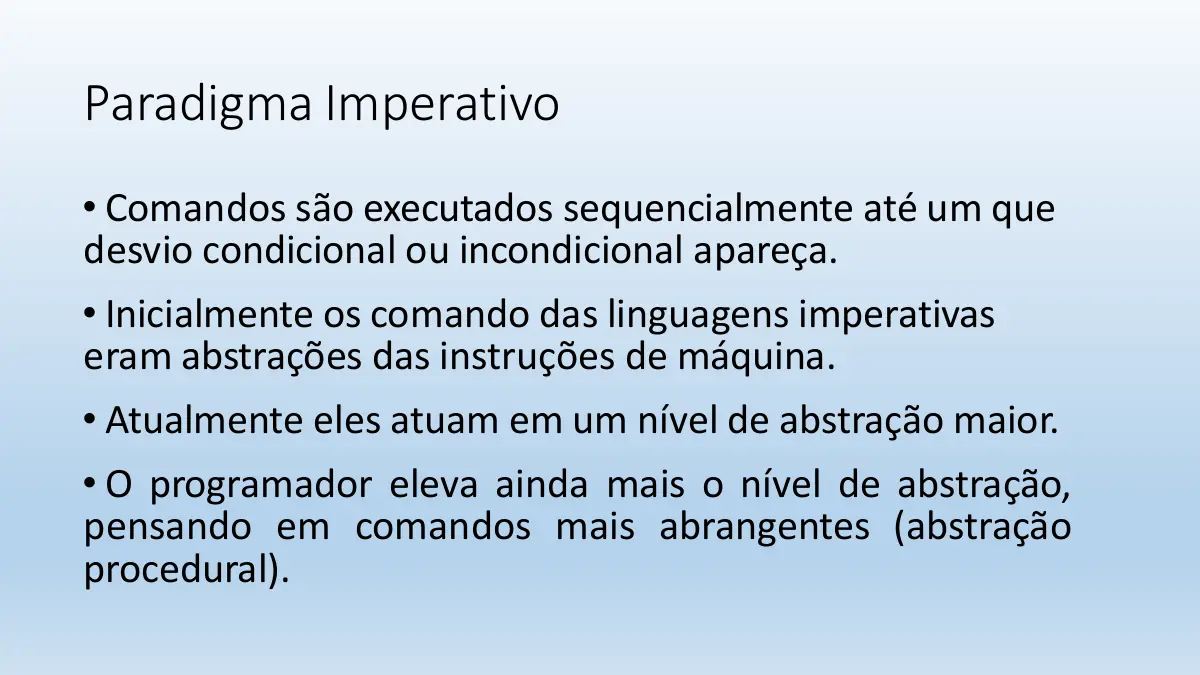 Paradigma Imperativo
• Comandos são executados sequencialmente até um que
desvio condicional ou incondicional apareça.
• Inicialmente os comando das linguagens imperativas
eram abstrações das instruções de máquina.
• Atualmente eles atuam em um nível de abstração maior.
• O programador eleva ainda mais o nível de abstração,
pensando em comandos mais abrangentes (abstração
procedural).